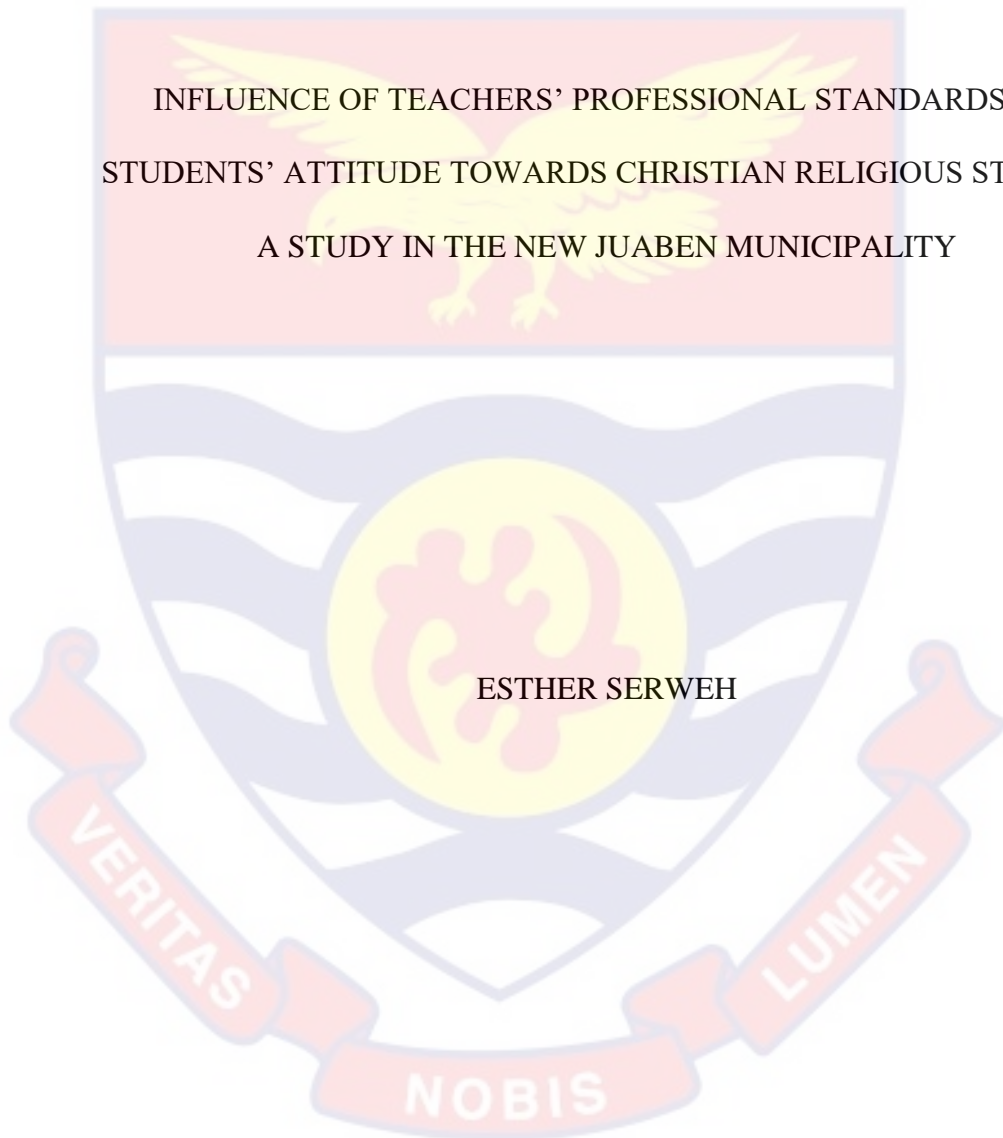 INFLUENCE OF TEACHERS’ PROFESSIONAL STANDARDS
STUDENTS’ ATTITUDE TOWARDS CHRISTIAN RELIGIOUS ST
A STUDY IN THE NEW JUABEN MUNICIPALITY
ESTHER SERWEH
VERITAS
NOBIS
LUMEN